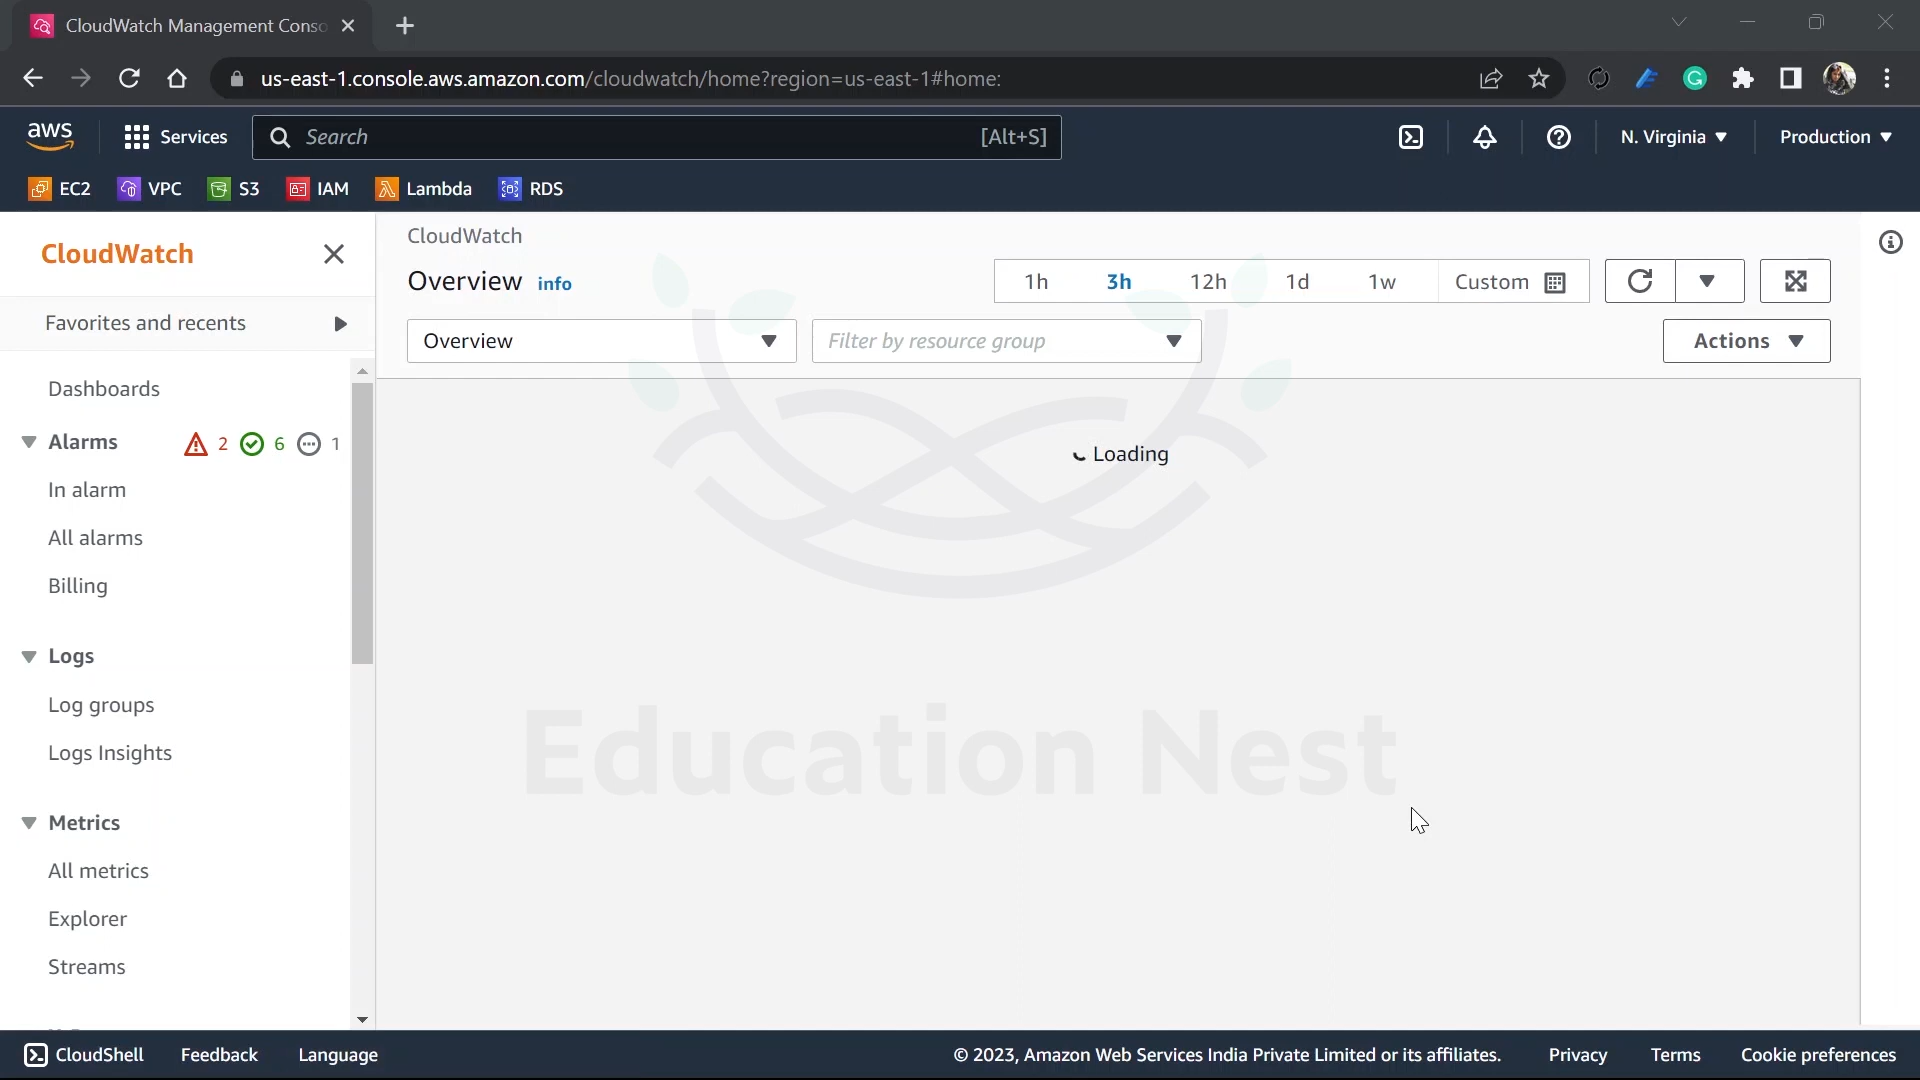 CloudWatch Management Conso
us-east-1.console.aws.amazon.com/cloudwatch/home?region=us-east-1#home:
aws
Services
Search
[Alt+S]
N. Virginia
Production
EC2
VPC
S3
IAM
Lambda
RDS
CloudWatch
Favorites and recents
Dashboards
Alarms 2 6 1
In alarm
All alarms
Billing
Logs
Log groups
Logs Insights
Metrics
All metrics
Explorer
Streams
CloudWatch
Overview info
1h 3h 12h 1d 1w Custom
Overview
Filter by resource group
Actions
Loading
Education Nest
CloudShell
Feedback
Language
© 2023, Amazon Web Services India Private Limited or its affiliates.
Privacy
Terms
Cookie preferences